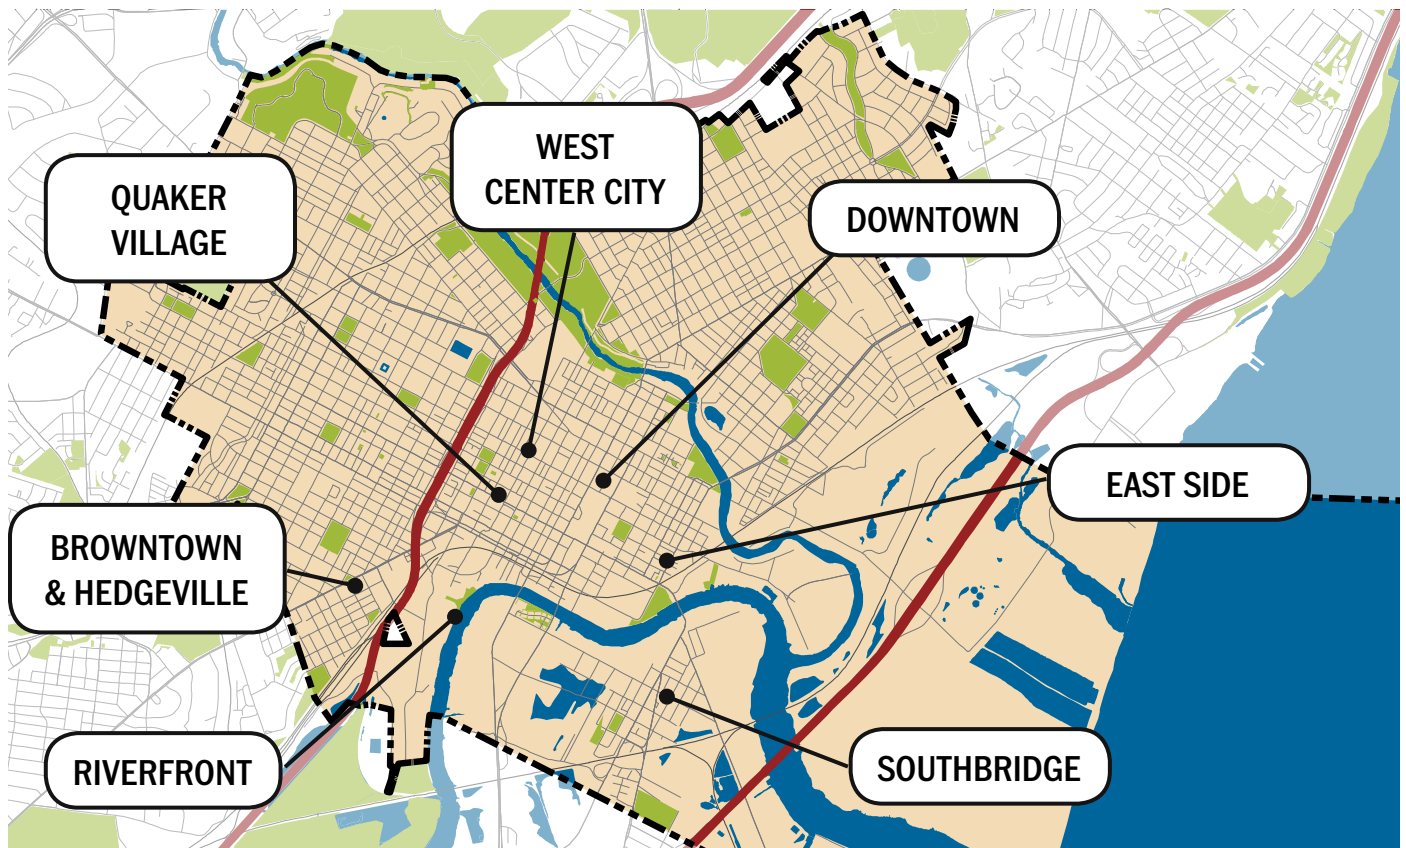 WEST
CENTER CITY
QUAKER
VILLAGE
DOWNTOWN
EAST SIDE
BROWNTOWN
& HEDGEVILLE
RIVERFRONT
SOUTHBRIDGE